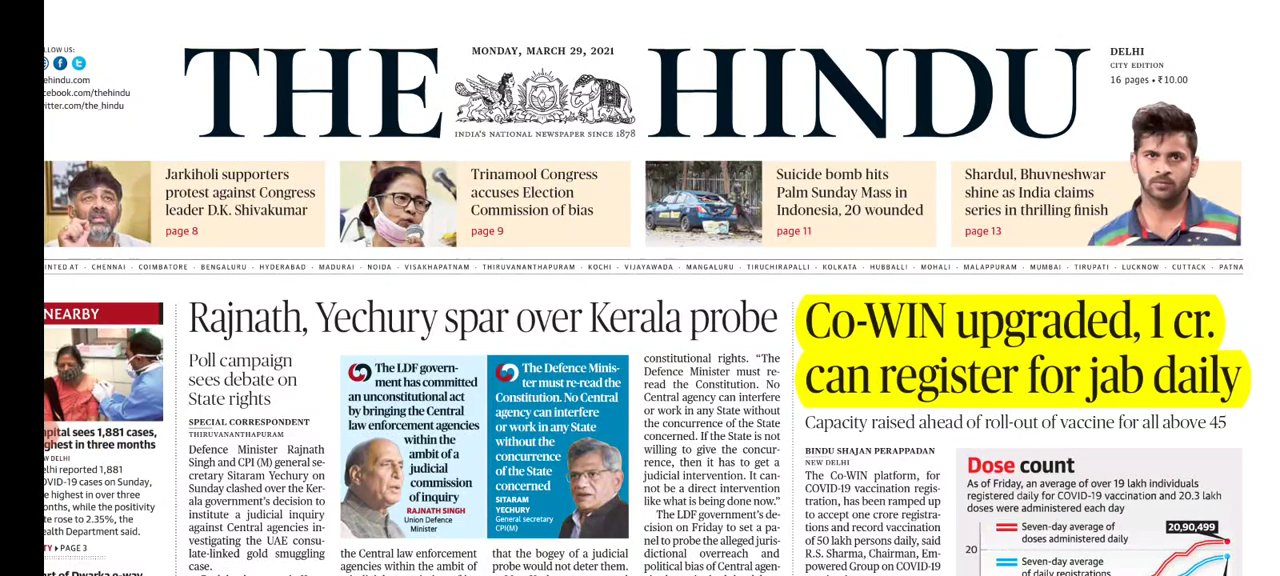 LLOW US:
ehindu.com
cebook.com/thehindu
witter.com/the_hindu
THE HINDU
MONDAY, MARCH 29, 2021
INDIA'S NATIONAL NEWSPAPER SINCE 1878
DELHI
CITY EDITION
16 pages • ₹10.00
Jarkiholi supporters
protest against Congress
leader D.K. Shivakumar
page 8
Trinamool Congress
accuses Election
Commission of bias
page 9
Suicide bomb hits
Palm Sunday Mass in
Indonesia, 20 wounded
page 11
Shardul, Bhuvneshwar
shine as India claims
series in thrilling finish
page 13
INTED AT • CHENNAI • COIMBATORE • BENGALURU • HYDERABAD • MADURAI • NOIDA • VISAKHAPATNAM • THIRUVANANTHAPURAM • KOCHI • VIJAYAWADA • MANGALURU • TIRUCHIRAPALLI • KOLKATA • HUBBALLI • MOHALI • MALAPPURAM • MUMBAI • TIRUPATI • LUCKNOW • CUTTACK • PATNA
NEARBY
apital sees 1,881 cases,
ghest in three months
W DELHI
elhi reported 1,881
OVID-19 cases on Sunday,
e highest in over three
onths, while the positivity
te rose to 2.35%, the
ealth Department said.
TY ▸ PAGE 3
art of Dwarka e-way
Rajnath, Yechury spar over Kerala probe
Poll campaign
sees debate on
State rights
SPECIAL CORRESPONDENT
THIRUVANANTHAPURAM
Defence Minister Rajnath
Singh and CPI (M) general se-
cretary Sitaram Yechury on
Sunday clashed over the Ker-
ala government's decision to
institute a judicial inquiry
against Central agencies in-
vestigating the UAE consu-
late-linked gold smuggling
case.
The LDF govern-
ment has committed
an unconstitutional act
by bringing the Central
law enforcement agencies
within the
ambit of a
judicial
commission
of inquiry
RAJNATH SINGH
Union Defence
Minister
The Defence Minis-
ter must re-read the
Constitution. No Central
agency can interfere
or work in any State
without the
concurrence
of the State
concerned
SITARAM
YECHURY
General secretary
CPI(M)
the Central law enforcement
agencies within the ambit of
that the bogey of a judicial
probe would not deter them.
constitutional rights. "The
Defence Minister must re-
read the Constitution. No
Central agency can interfere
or work in any State without
the concurrence of the State
concerned. If the State is not
willing to give the concur-
rence, then it has to get a
judicial intervention. It can-
not be a direct intervention
like what is being done now."
The LDF government's de-
cision on Friday to set a pa-
nel to probe the alleged juris-
dictional overreach and
political bias of Central agen-
Co-WIN upgraded, 1 cr.
can register for jab daily
Capacity raised ahead of roll-out of vaccine for all above 45
BINDU SHAJAN PERAPPADAN
NEW DELHI
The Co-WIN platform, for
COVID-19 vaccination regis-
tration, has been ramped up
to accept one crore registra-
tions and record vaccination
of 50 lakh persons daily, said
R.S. Sharma, Chairman, Em-
powered Group on COVID-19
Dose count
As of Friday, an average of over 19 lakh individuals
registered daily for COVID-19 vaccination and 20.3 lakh
doses were administered each day
Seven-day average of
doses administered daily
20,90,499
20
Seven-day average
of daily registrations